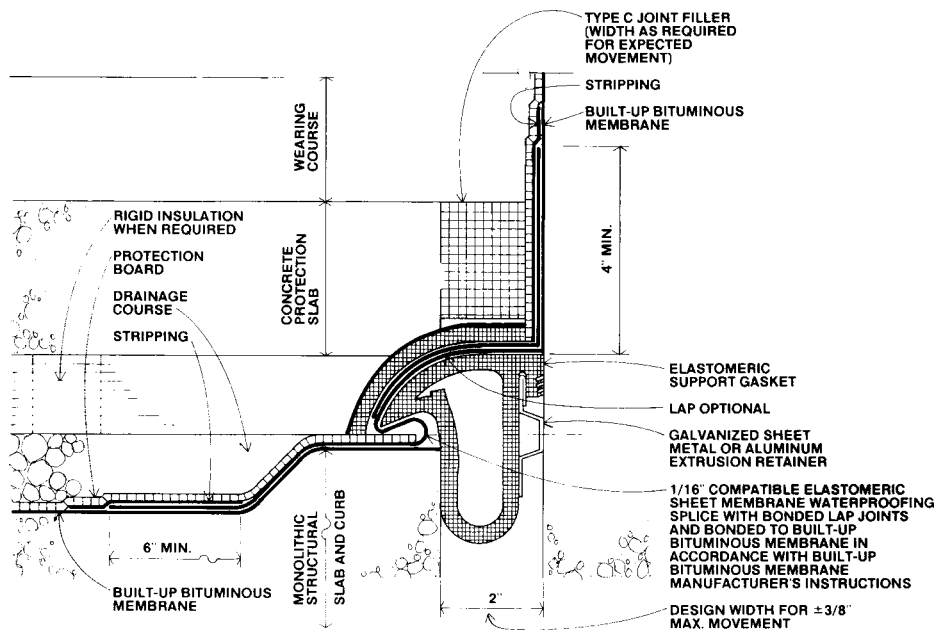 TYPE C JOINT FILLER
(WIDTH AS REQUIRED
FOR EXPECTED
MOVEMENT)
STRIPPING
BUILT-UP BITUMINOUS
MEMBRANE
WEARING
COURSE
RIGID INSULATION
WHEN REQUIRED
PROTECTION
BOARD
DRAINAGE
COURSE
STRIPPING
CONCRETE
PROTECTION
SLAB
4" MIN.
ELASTOMERIC
SUPPORT GASKET
LAP OPTIONAL
GALVANIZED SHEET
METAL OR ALUMINUM
EXTRUSION RETAINER
1/16" COMPATIBLE ELASTOMERIC
SHEET MEMBRANE WATERPROOFING
SPLICE WITH BONDED LAP JOINTS
AND BONDED TO BUILT-UP
BITUMINOUS MEMBRANE IN
ACCORDANCE WITH BUILT-UP
BITUMINOUS MEMBRANE
MANUFACTURER'S INSTRUCTIONS
6" MIN.
MONOLITHIC
STRUCTURAL
SLAB AND CURB
BUILT-UP BITUMINOUS
MEMBRANE
2"
DESIGN WIDTH FOR ±3/8"
MAX. MOVEMENT